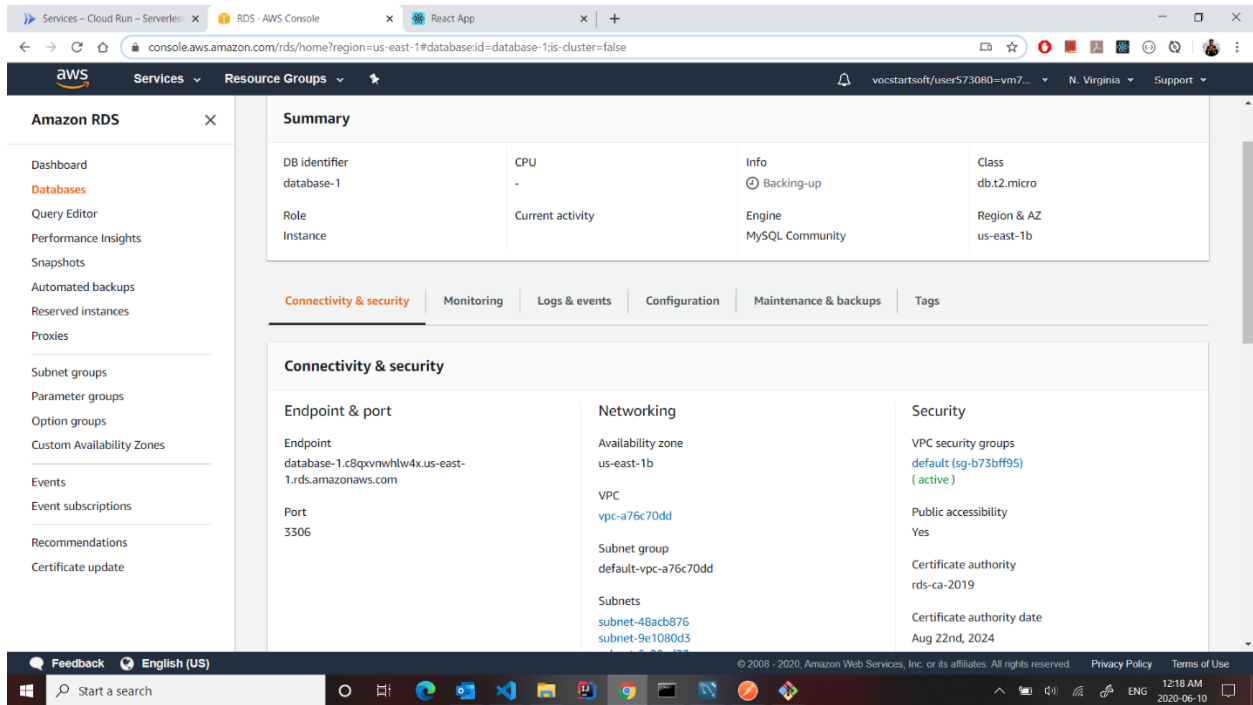 Services – Cloud Run – Serverless
RDS · AWS Console
React App
console.aws.amazon.com/rds/home?region=us-east-1#database:id=database-1;is-cluster=false
aws
Services
Resource Groups
vocstartsoft/user573080=vm7...
N. Virginia
Support
Amazon RDS
Dashboard
Databases
Query Editor
Performance Insights
Snapshots
Automated backups
Reserved instances
Proxies
Subnet groups
Parameter groups
Option groups
Custom Availability Zones
Events
Event subscriptions
Recommendations
Certificate update
Summary
DB identifier
database-1
CPU
-
Info
Backing-up
Class
db.t2.micro
Role
Instance
Current activity
Engine
MySQL Community
Region & AZ
us-east-1b
Connectivity & security
Monitoring
Logs & events
Configuration
Maintenance & backups
Tags
Connectivity & security
Endpoint & port
Endpoint
database-1.c8qxvnwhlw4x.us-east-
1.rds.amazonaws.com
Port
3306
Networking
Availability zone
us-east-1b
VPC
vpc-a76c70dd
Subnet group
default-vpc-a76c70dd
Subnets
subnet-48acb876
subnet-9e1080d3
Security
VPC security groups
default (sg-b73bff95)
( active )
Public accessibility
Yes
Certificate authority
rds-ca-2019
Certificate authority date
Aug 22nd, 2024
Feedback
English (US)
© 2008 - 2020, Amazon Web Services, Inc. or its affiliates. All rights reserved.
Privacy Policy
Terms of Use
Start a search
ENG
12:18 AM
2020-06-10